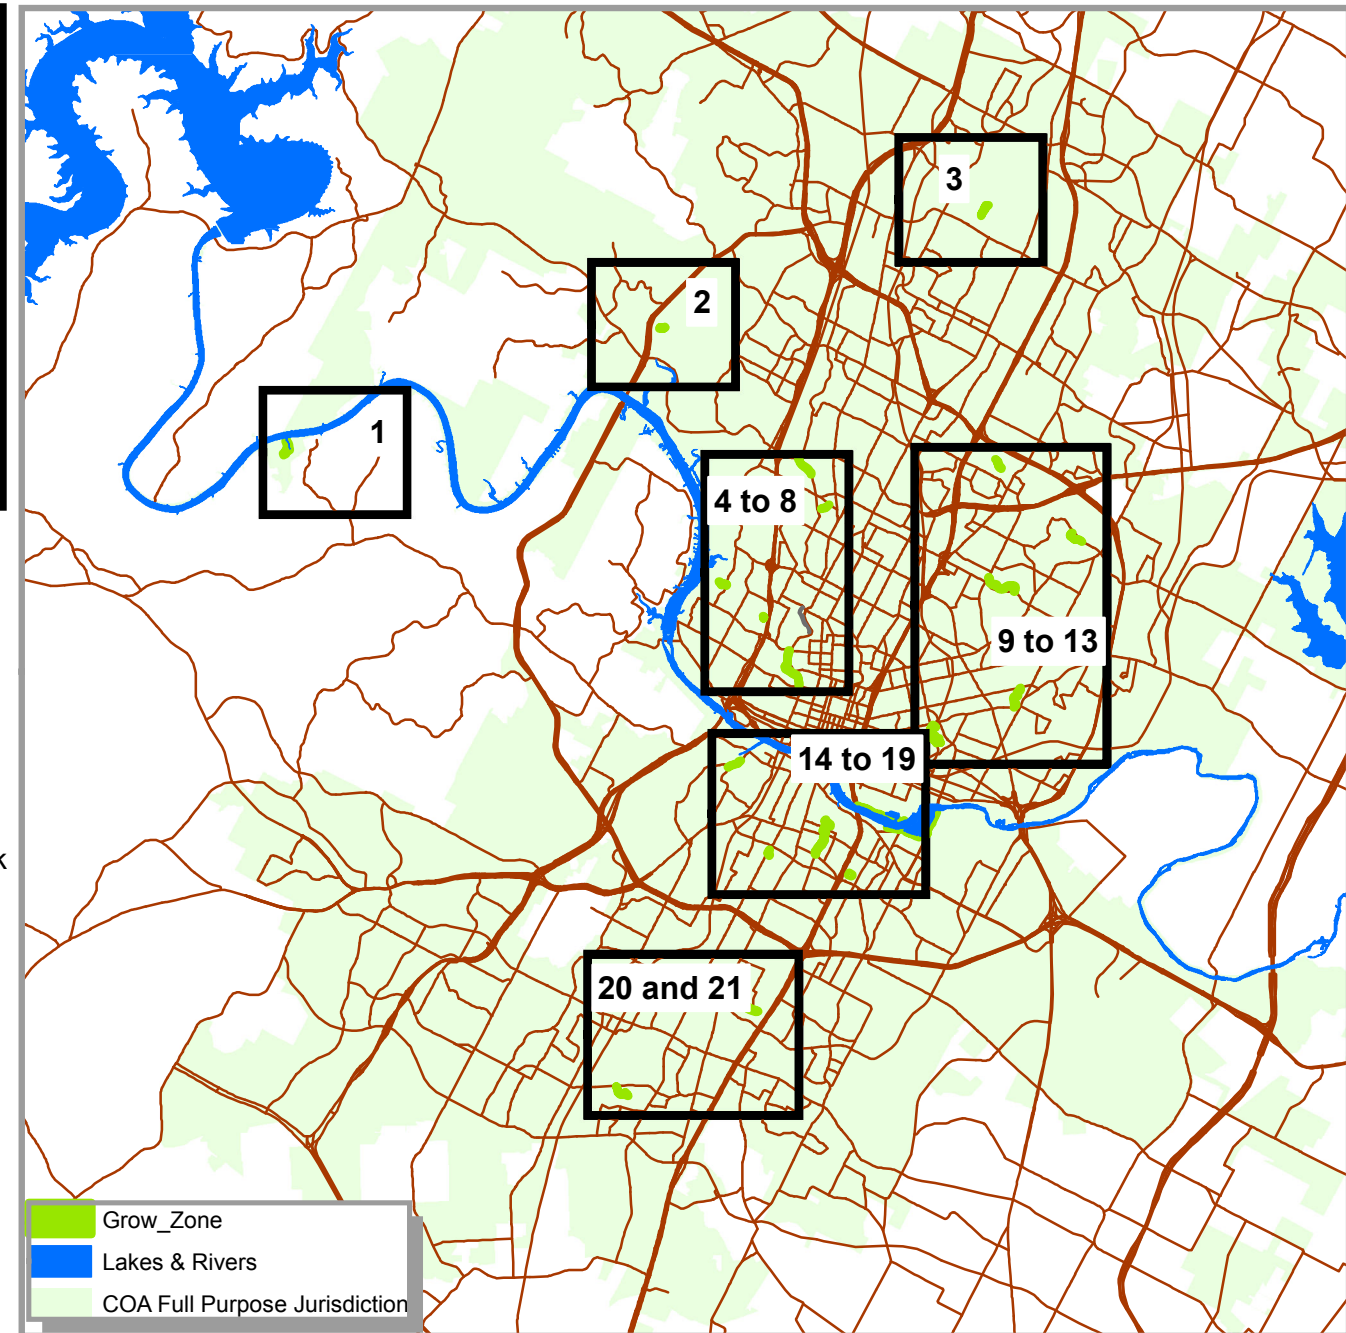 3
2
1
4 to 8
9 to 13
14 to 19
k
20 and 21
Grow_Zone
Lakes & Rivers
COA Full Purpose Jurisdiction